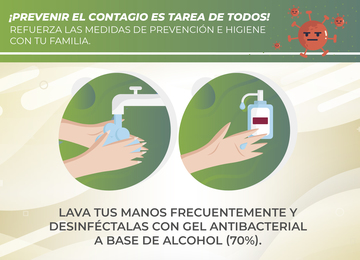 ¡PREVENIR EL CONTAGIO ES TAREA DE TODOS!
REFUERZA LAS MEDIDAS DE PREVENCIÓN E HIGIENE
CON TU FAMILIA.
LAVA TUS MANOS FRECUENTEMENTE Y
DESINFÉCTALAS CON GEL ANTIBACTERIAL
A BASE DE ALCOHOL (70%).